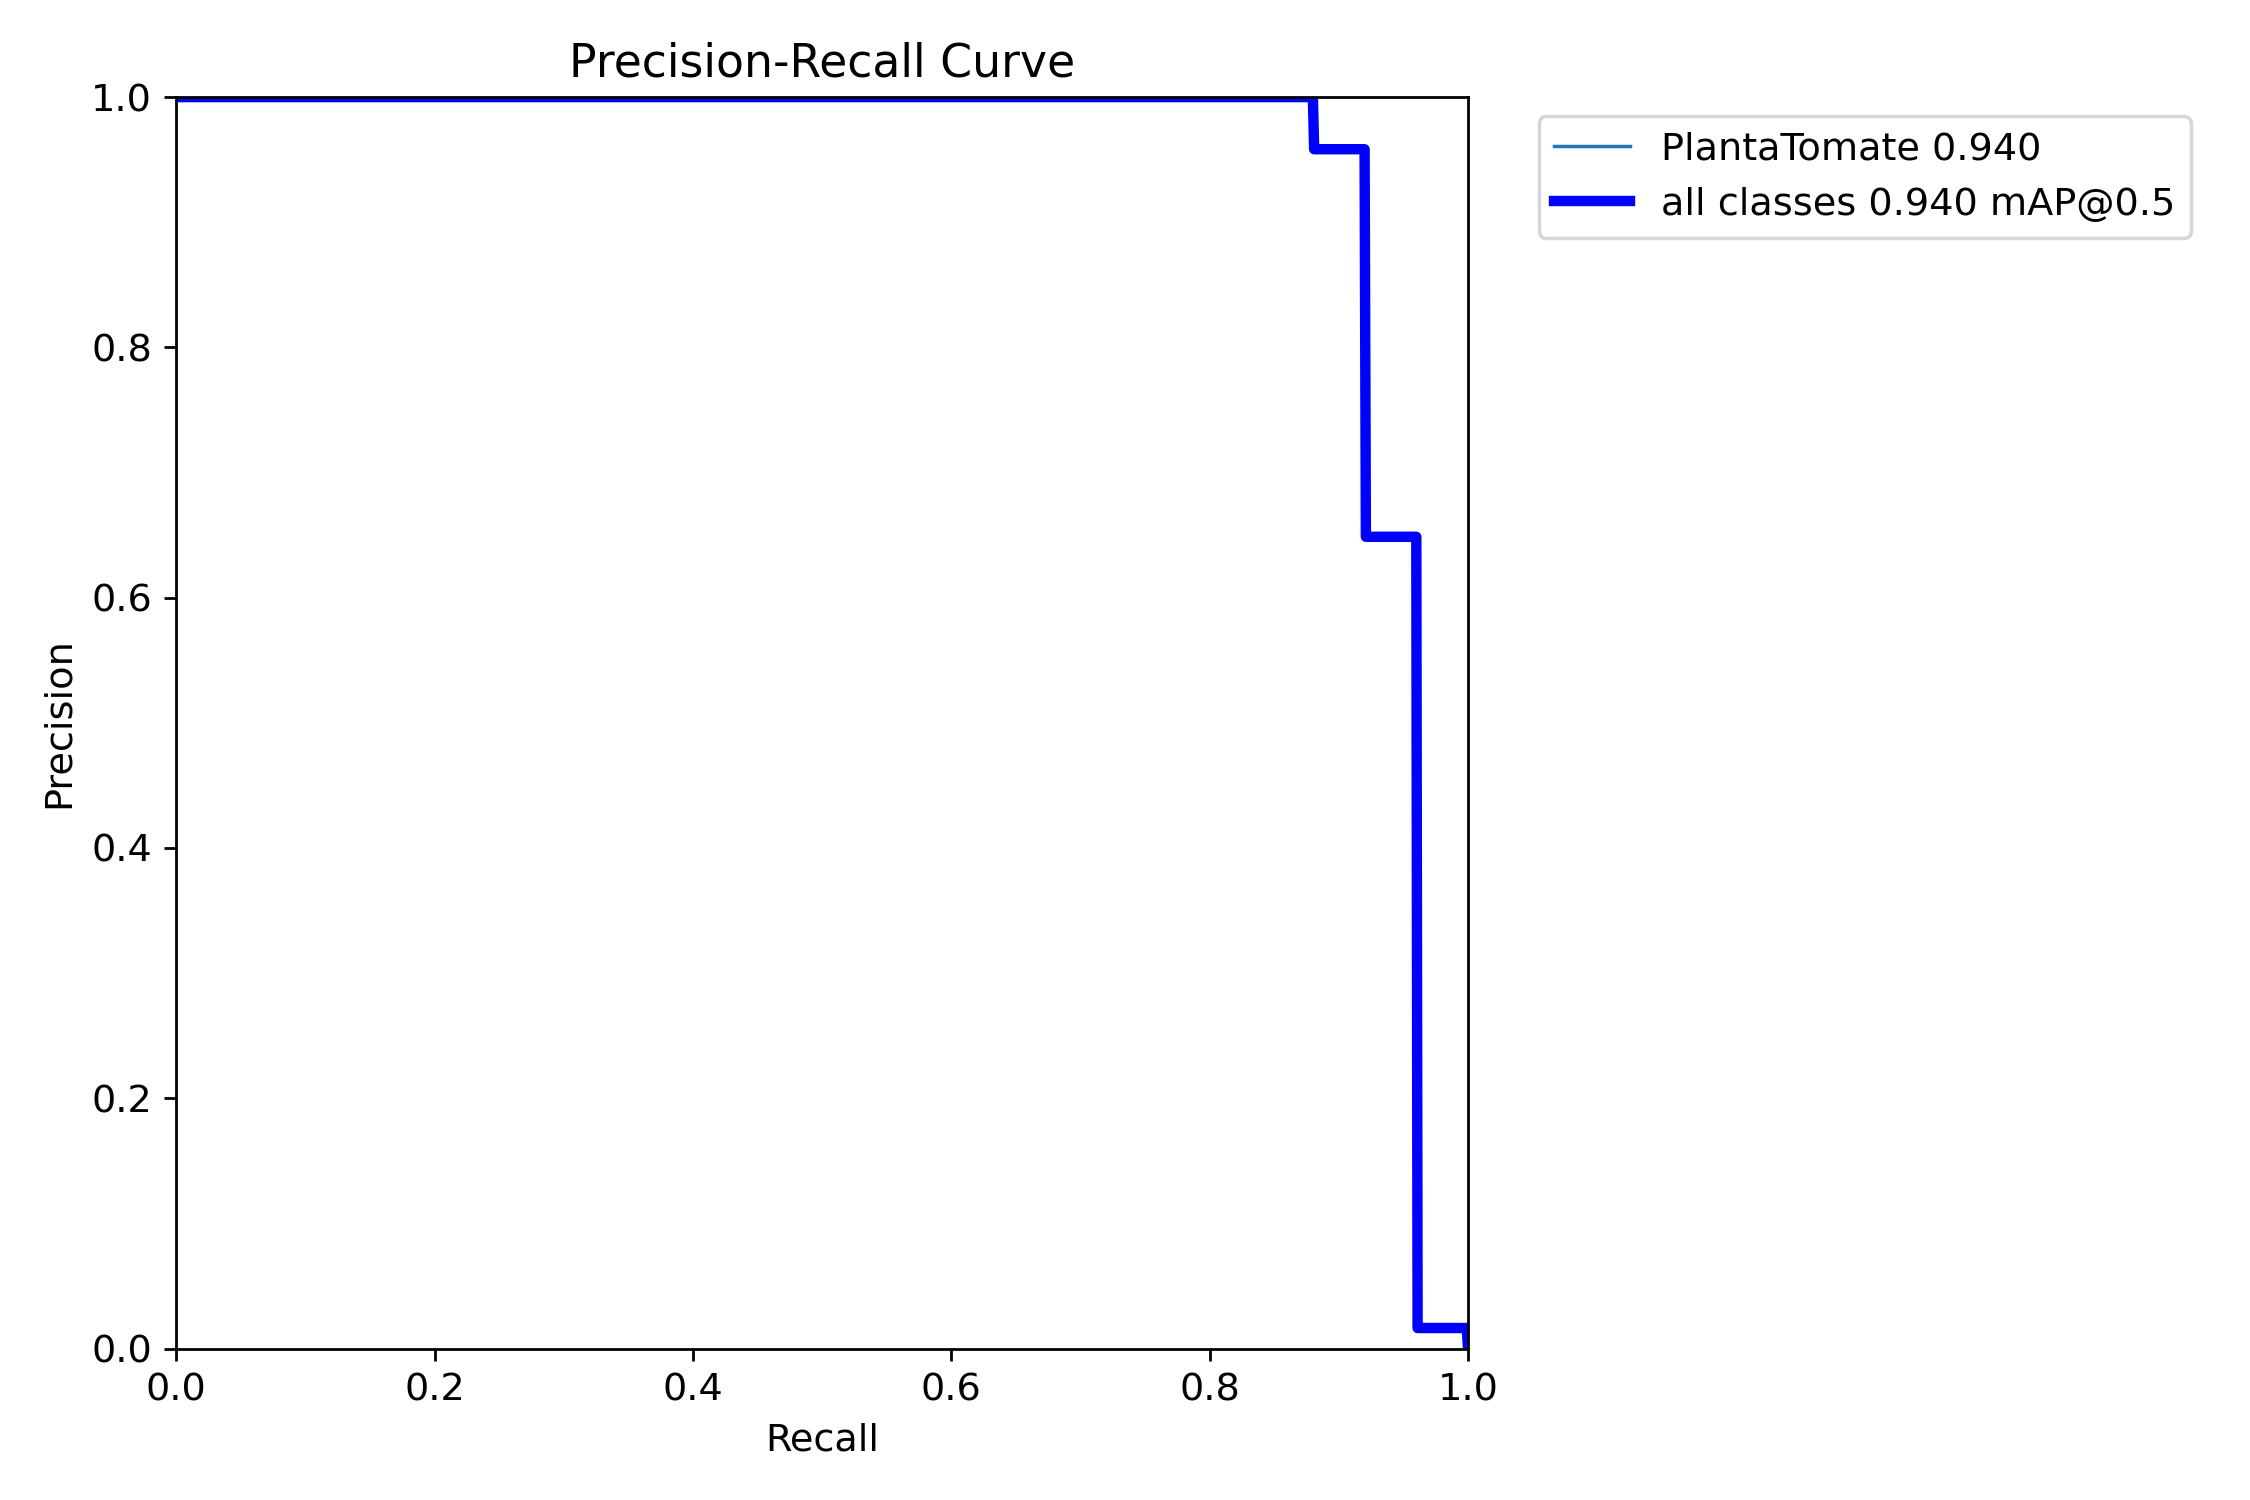 Precision-Recall Curve
PlantaTomate 0.940
all classes 0.940 mAP@0.5
Precision
1.0
0.8
0.6
0.4
0.2
0.0
0.0 0.2 0.4 0.6 0.8 1.0
Recall